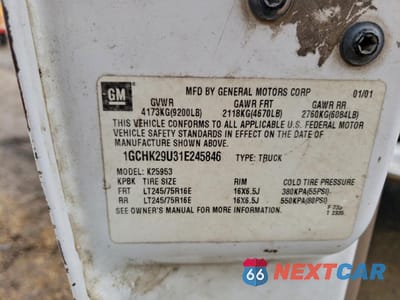 GM
MFD BY GENERAL MOTORS CORP 01/01
GVWR GAWR FRT GAWR RR
4173KG(9200LB) 2118KG(4670LB) 2760KG(6084LB)
THIS VEHICLE CONFORMS TO ALL APPLICABLE U.S. FEDERAL MOTOR
VEHICLE SAFETY STANDARDS IN EFFECT ON THE DATE OF
MANUFACTURE SHOWN ABOVE.
1GCHK29U31E245846 TYPE: TRUCK
MODEL: K25953
KPBK TIRE SIZE RIM COLD TIRE PRESSURE
FRT LT245/75R16E 16X6.5J 380KPA(55PSI)
RR LT245/75R16E 16X6.5J 550KPA(80PSI)
SEE OWNER'S MANUAL FOR MORE INFORMATION.
66 NEXTCAR